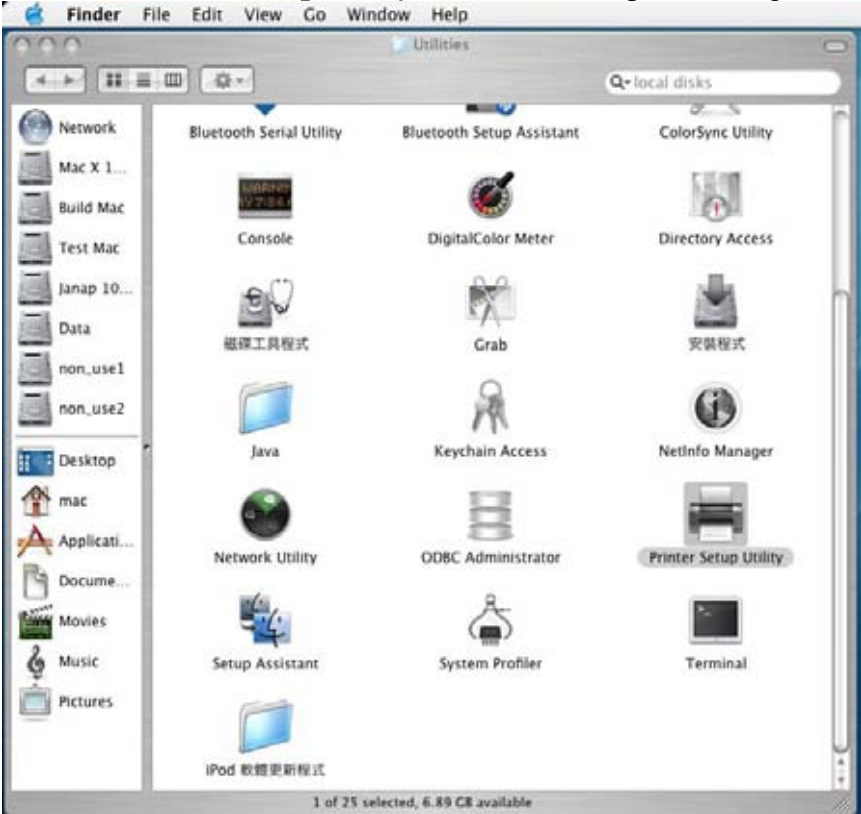 Finder File Edit View Go Window Help
Utilities
local disks
Network
Mac X 1...
Build Mac
Test Mac
Janap 10...
Data
non_use1
non_use2
Desktop
mac
Applicati...
Docume...
Movies
Music
Pictures
Bluetooth Serial Utility Bluetooth Setup Assistant ColorSync Utility
Console DigitalColor Meter Directory Access
磁碟工具程式 Grab 安裝程式
Java Keychain Access NetInfo Manager
Network Utility ODBC Administrator Printer Setup Utility
Setup Assistant System Profiler Terminal
iPod 軟體更新程式
1 of 25 selected, 6.89 GB available